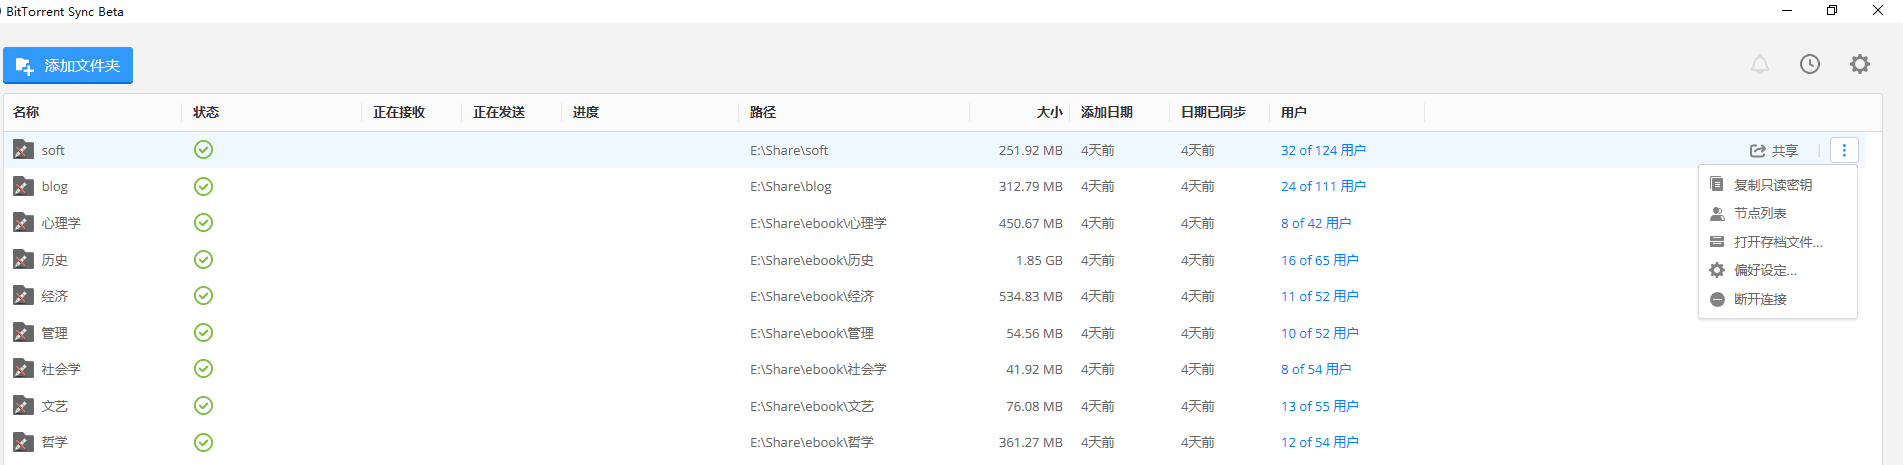 BitTorrent Sync Beta
添加文件夹
名称 状态 正在接收 正在发送 进度 路径 大小 添加日期 日期已同步 用户
soft E:\Share\soft 251.92 MB 4天前 4天前 32 of 124 用户 共享
blog E:\Share\blog 312.79 MB 4天前 4天前 24 of 111 用户
心理学 E:\Share\ebook\心理学 450.67 MB 4天前 4天前 8 of 42 用户
历史 E:\Share\ebook\历史 1.85 GB 4天前 4天前 16 of 65 用户
经济 E:\Share\ebook\经济 534.83 MB 4天前 4天前 11 of 52 用户
管理 E:\Share\ebook\管理 54.56 MB 4天前 4天前 10 of 52 用户
社会学 E:\Share\ebook\社会学 41.92 MB 4天前 4天前 8 of 54 用户
文艺 E:\Share\ebook\文艺 76.08 MB 4天前 4天前 13 of 55 用户
哲学 E:\Share\ebook\哲学 361.27 MB 4天前 4天前 12 of 54 用户
复制只读密钥
节点列表
打开存档文件...
偏好设定...
断开连接